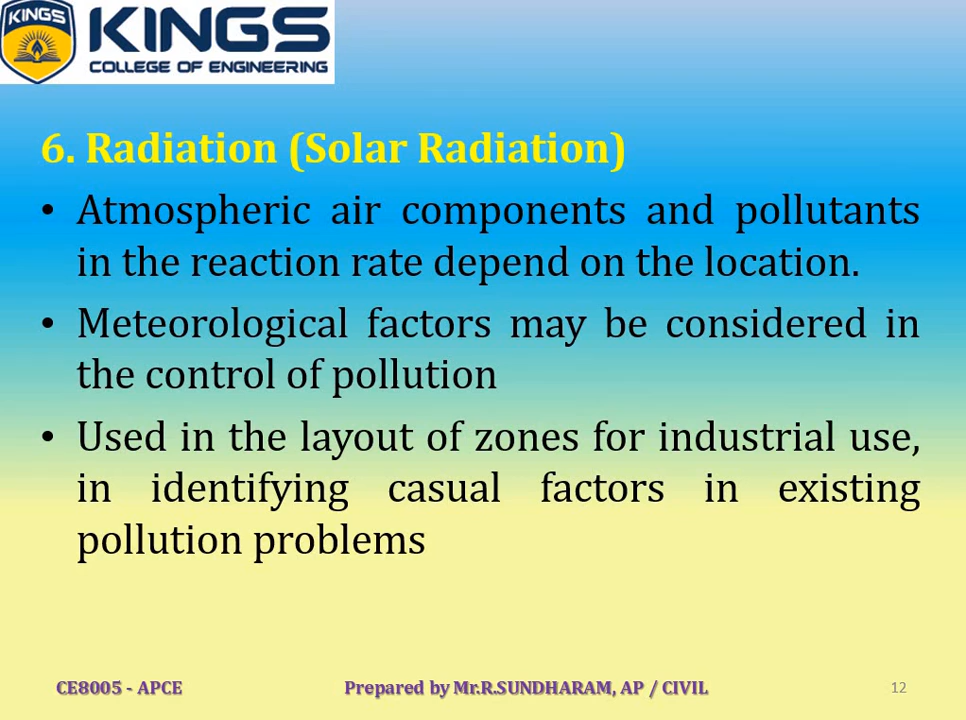 KINGS
KINGS
COLLEGE OF ENGINEERING
6. Radiation (Solar Radiation)
• Atmospheric air components and pollutants
in the reaction rate depend on the location.
• Meteorological factors may be considered in
the control of pollution
• Used in the layout of zones for industrial use,
in identifying casual factors in existing
pollution problems
CE8005 - APCE Prepared by Mr.R.SUNDHARAM, AP / CIVIL 12